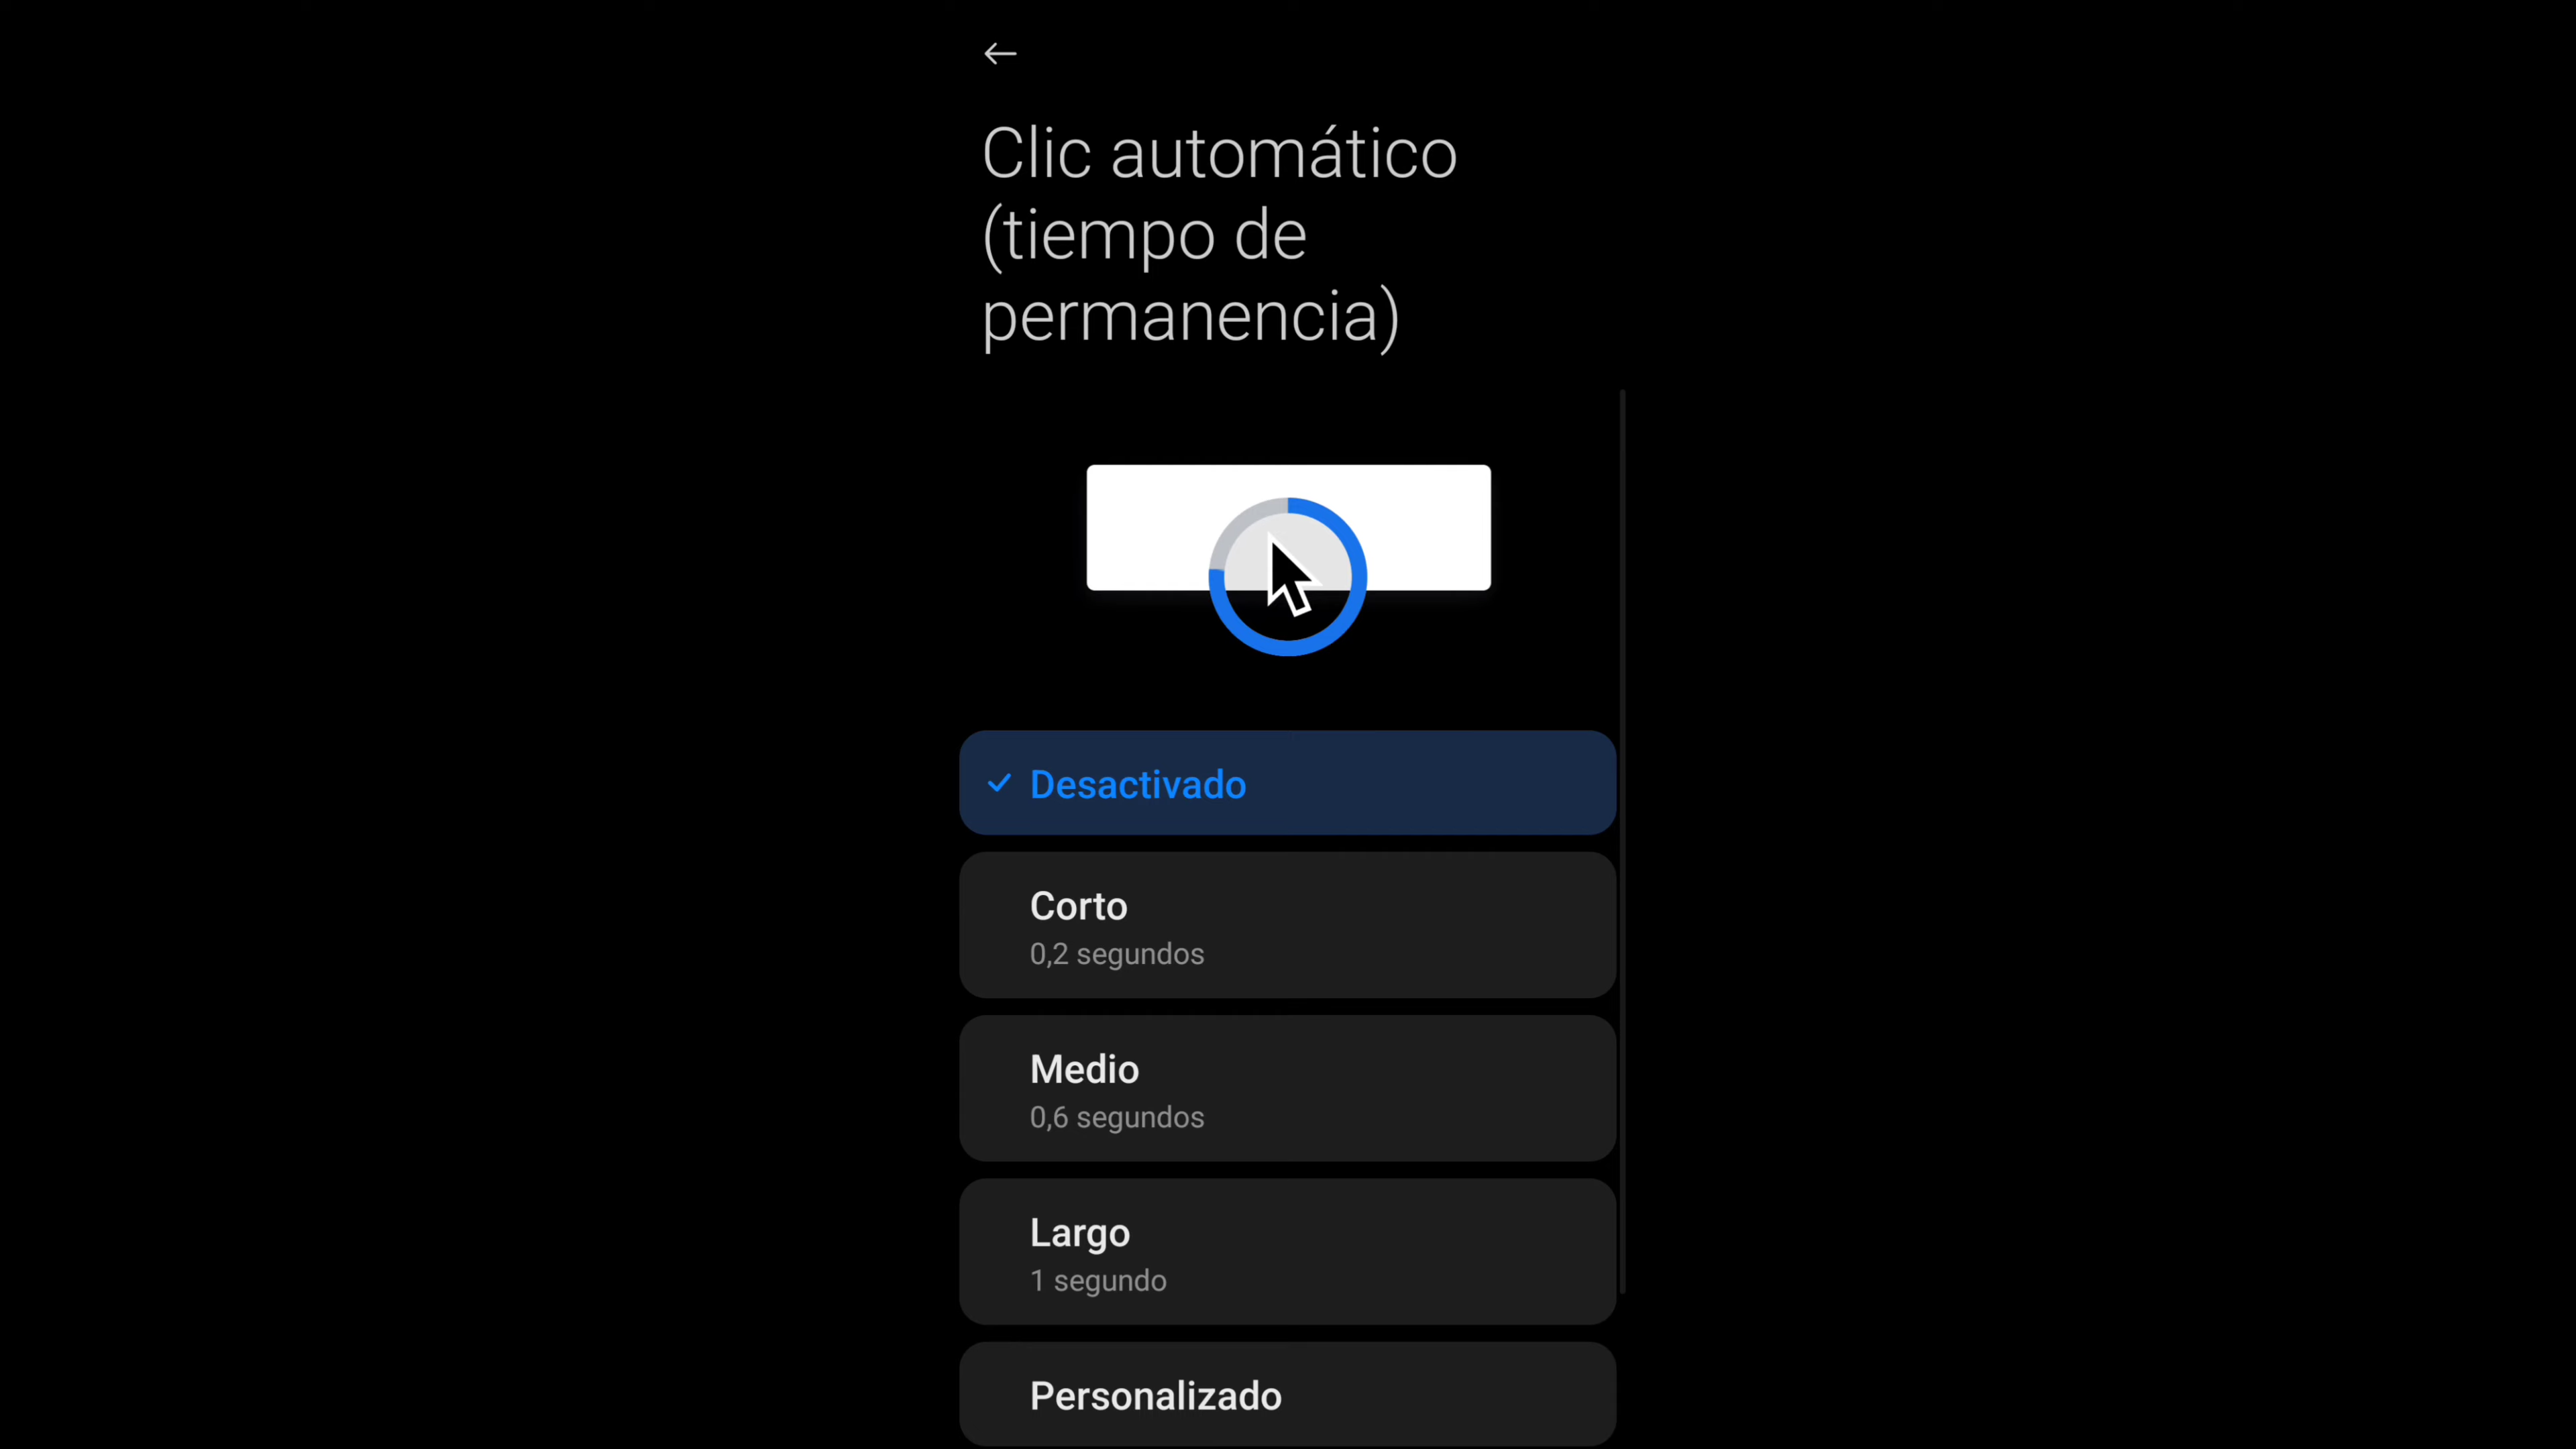 Clic automático
(tiempo de
permanencia)
Desactivado
Corto
0,2 segundos
Medio
0,6 segundos
Largo
1 segundo
Personalizado